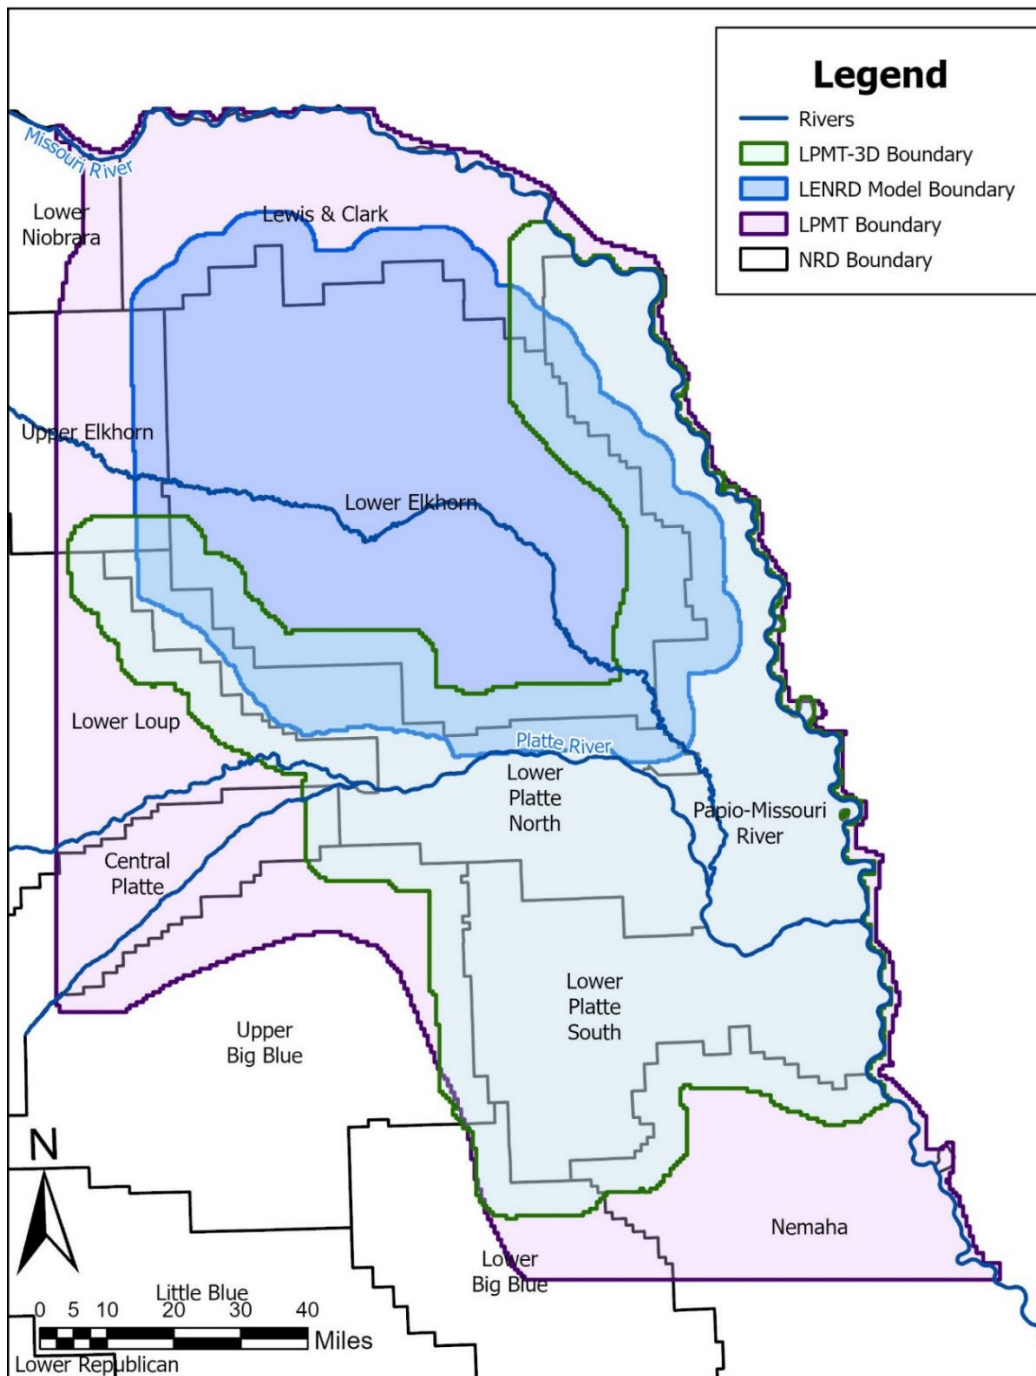 Legend
Rivers
LPMT-3D Boundary
LENRD Model Boundary
LPMT Boundary
NRD Boundary
Missouri River
Lower
Niobrara
Lewis & Clark
Upper Elkhorn
Lower Elkhorn
Lower Loup
Platte River
Lower
Platte
North
Papio-Missouri
River
Central
Platte
Lower
Platte
South
Upper
Big Blue
N
Nemaha
Lower
Big Blue
Little Blue
0 5 10 20 30 40
Miles
Lower Republican